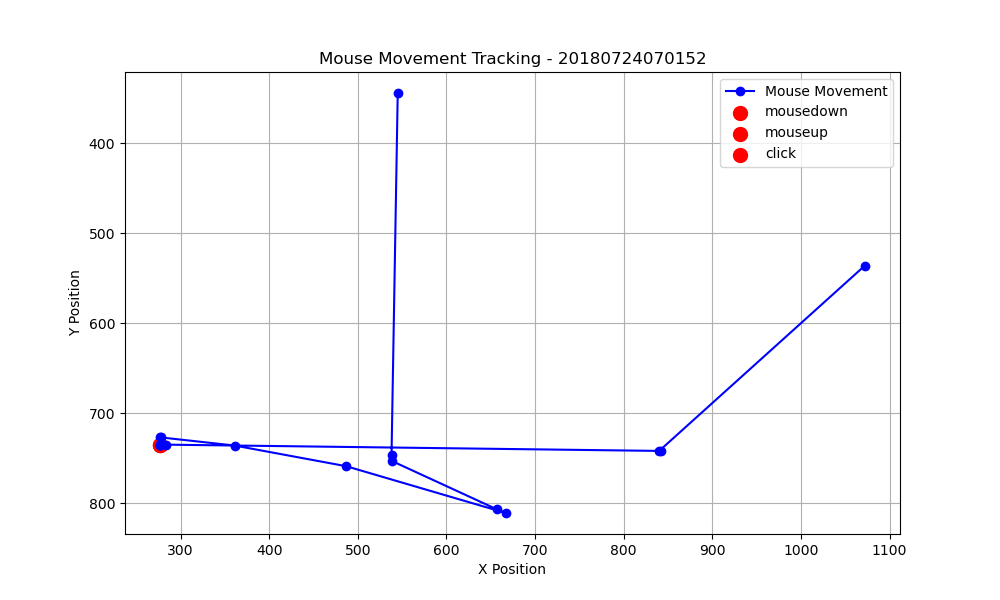 Mouse Movement Tracking - 20180724070152
Mouse Movement
mousedown
mouseup
click
400
500
600
700
800
Y Position
300 400 500 600 700 800 900 1000 1100
X Position